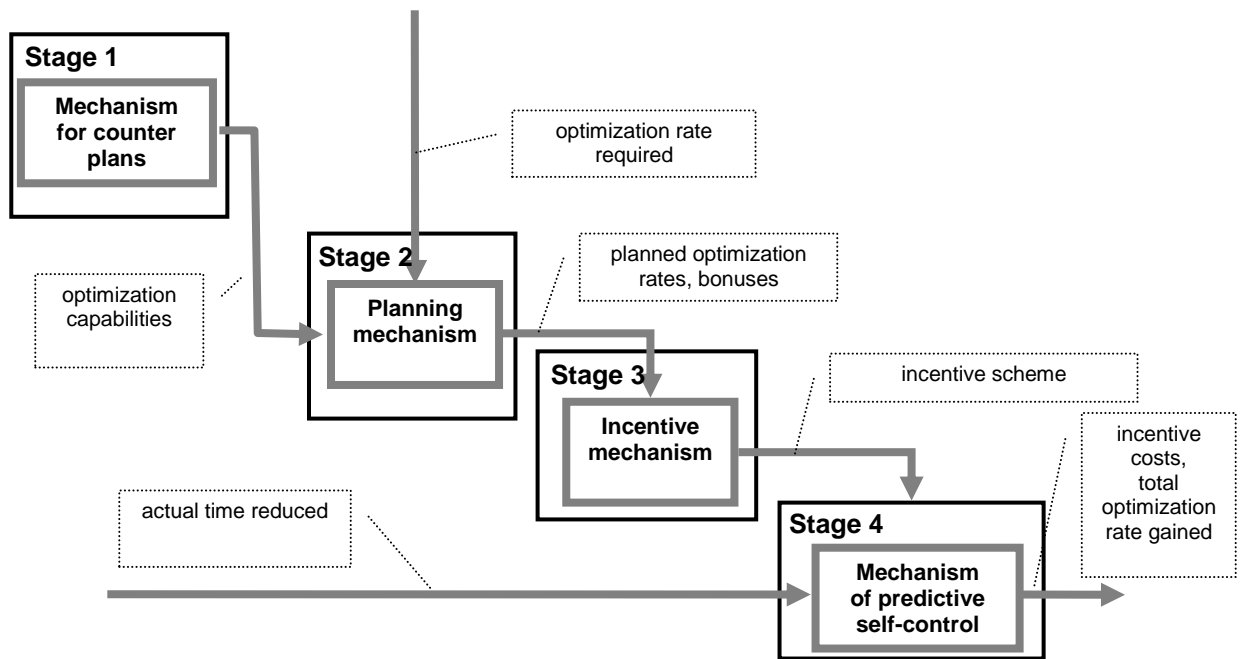 Stage 1
Mechanism
for counter
plans
optimization rate
required
optimization
capabilities
Stage 2
Planning
mechanism
planned optimization
rates, bonuses
Stage 3
Incentive
mechanism
incentive scheme
incentive
costs,
total
optimization
rate gained
actual time reduced
Stage 4
Mechanism
of predictive
self-control